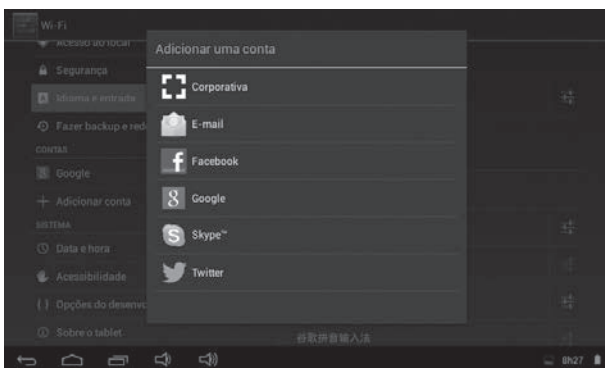 Wi-Fi
Acesso ao local
Segurança
Idioma e entrada
Fazer backup e rede
CONTAS
Google
Adicionar conta
SISTEMA
Data e hora
Acessibilidade
{ } Opções do desenvo
Sobre o tablet
Adicionar uma conta
Corporativa
E-mail
Facebook
Google
Skype™
Twitter
谷歌拼音输入法
8h27